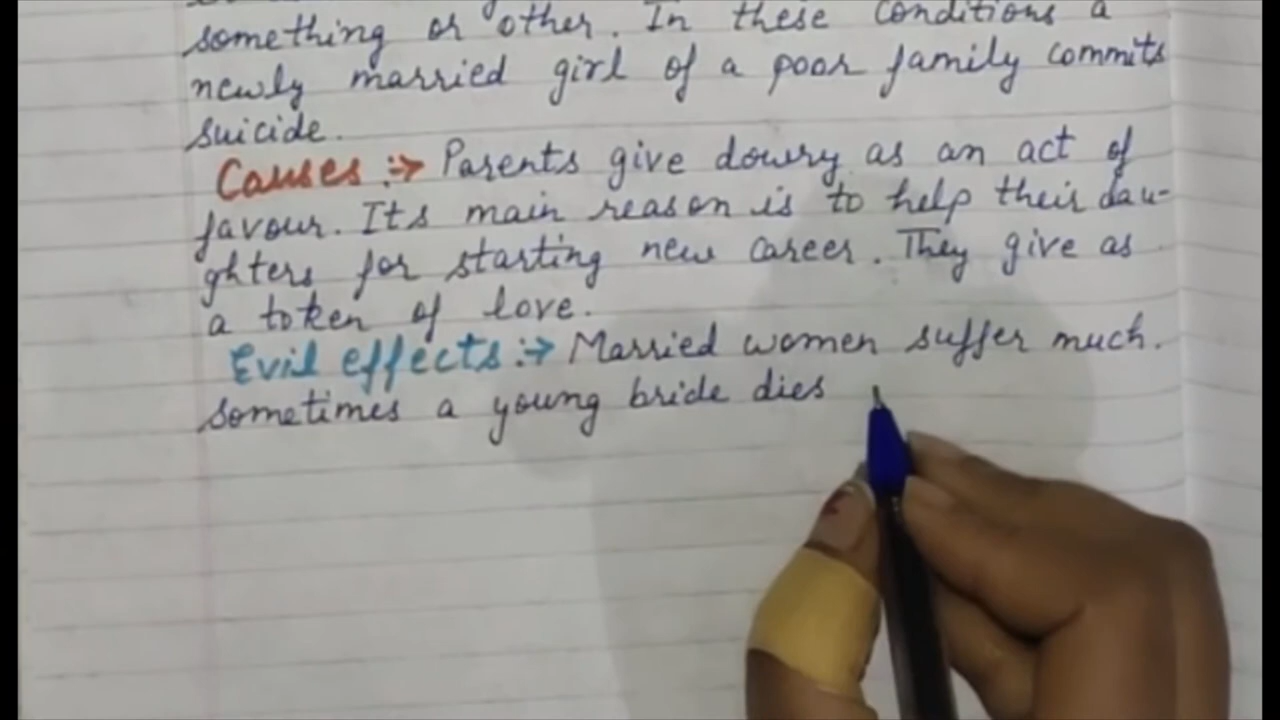 something or other. In these conditions a
newly married girl of a poor family commits
suicide.
Causes :→ Parents give dowry as an act of
favour. Its main reason is to help their dau-
ghters for starting new career. They give as
a token of love.
Evil effects :→ Married women suffer much.
sometimes a young bride dies